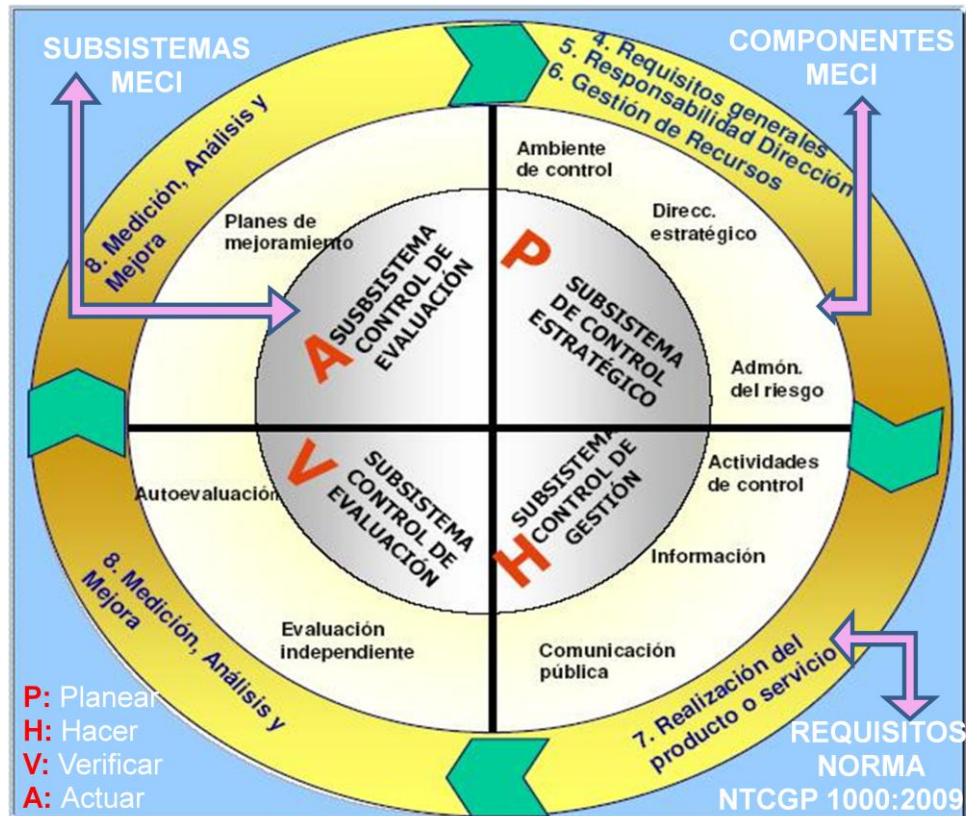 SUBSISTEMAS
MECI
COMPONENTES
MECI
4. Requisitos generales
5. Responsabilidad Dirección
6. Gestión de Recursos
8. Medición, Análisis y
Mejora
Ambiente
de control
Direcc.
estratégico
Admón.
del riesgo
Planes de
mejoramiento
A
SUSBSISTEMA
CONTROL DE
EVALUACIÓN
P
SUBSISTEMA
DE CONTROL
ESTRATÉGICO
V
SUBSISTEMA
CONTROL DE
EVALUACIÓN
H
SUBSISTEMA
CONTROL DE
GESTIÓN
Actividades
de control
Información
Comunicación
pública
Autoevaluación
Evaluación
independiente
8. Medición, Análisis y
Mejora
7. Realización del
producto o servicio
P: Planear
H: Hacer
V: Verificar
A: Actuar
REQUISITOS
NORMA
NTCGP 1000:2009